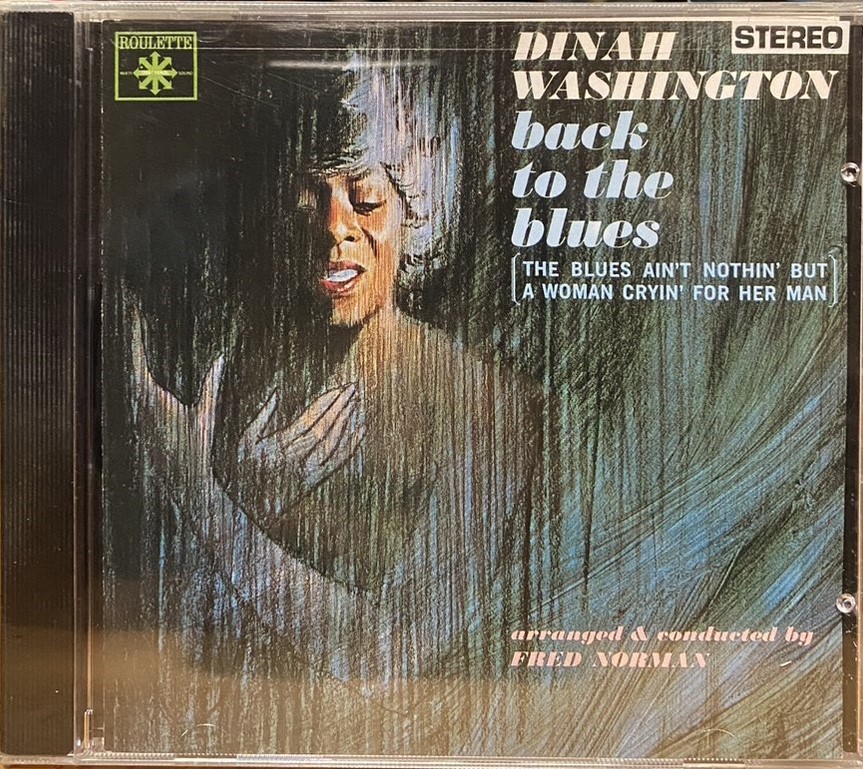 ROULETTE
STEREO
DINAH
WASHINGTON
back
to the
blues
[THE BLUES AIN'T NOTHIN' BUT
A WOMAN CRYIN' FOR HER MAN]
arranged & conducted by
FRED NORMAN